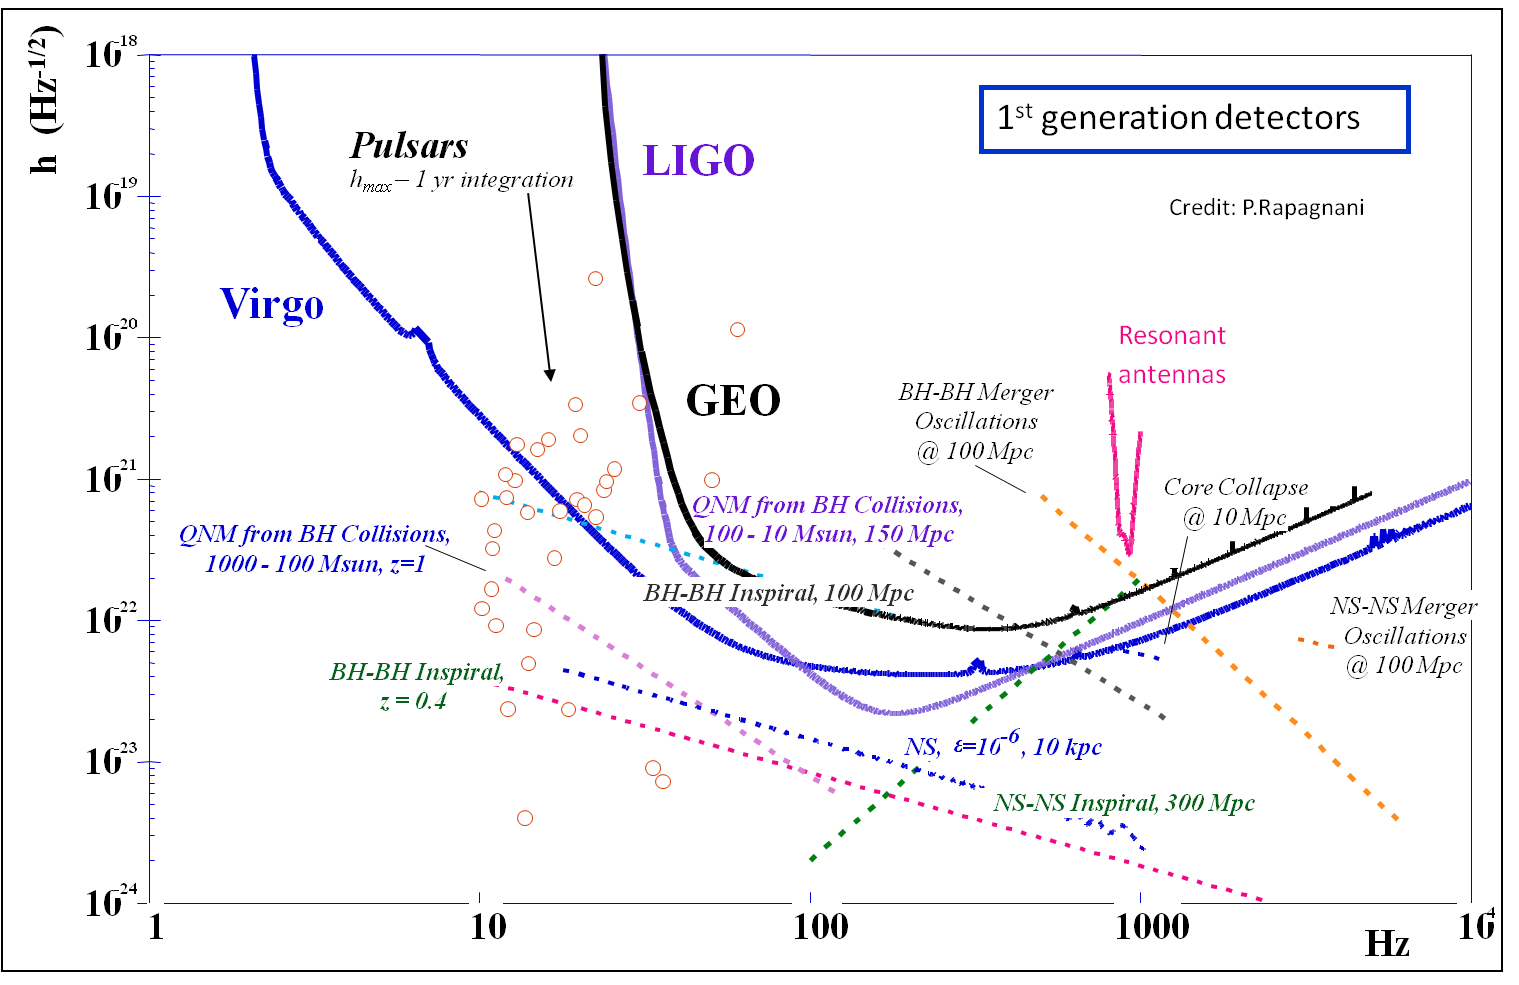 h (Hz-1/2)
10-18
10-19
10-20
10-21
10-22
10-23
10-24
1st generation detectors
Credit: P.Rapagnani
Pulsars
hmax – 1 yr integration
LIGO
Virgo
GEO
Resonant
antennas
BH-BH Merger
Oscillations
@ 100 Mpc
Core Collapse
@ 10 Mpc
QNM from BH Collisions,
100 - 10 Msun, 150 Mpc
QNM from BH Collisions,
1000 - 100 Msun, z=1
BH-BH Inspiral, 100 Mpc
NS-NS Merger
Oscillations
@ 100 Mpc
BH-BH Inspiral,
z = 0.4
NS, ε=10-6, 10 kpc
NS-NS Inspiral, 300 Mpc
1
10
100
1000
10 4
Hz